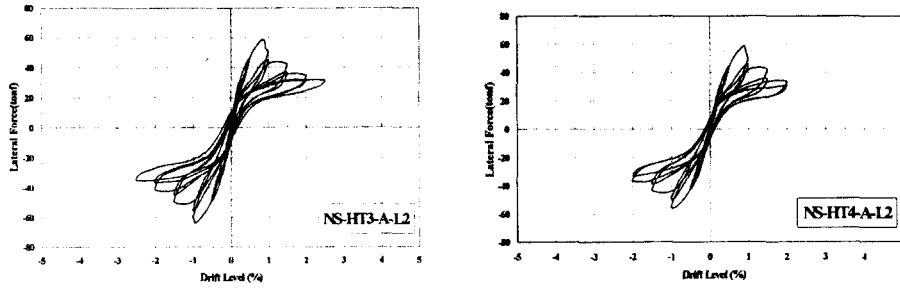 80
60
40
20
0
-20
-40
-60
-80
Lateral Force(tonf)
-5 -4 -3 -2 -1 0 1 2 3 4 5
Drift Level (%)
NS-HT3-A-L2
80
60
40
20
0
-20
-40
-60
-80
Lateral Force(tonf)
-5 -4 -3 -2 -1 0 1 2 3 4
Drift Level (%)
NS-HT4-A-L2